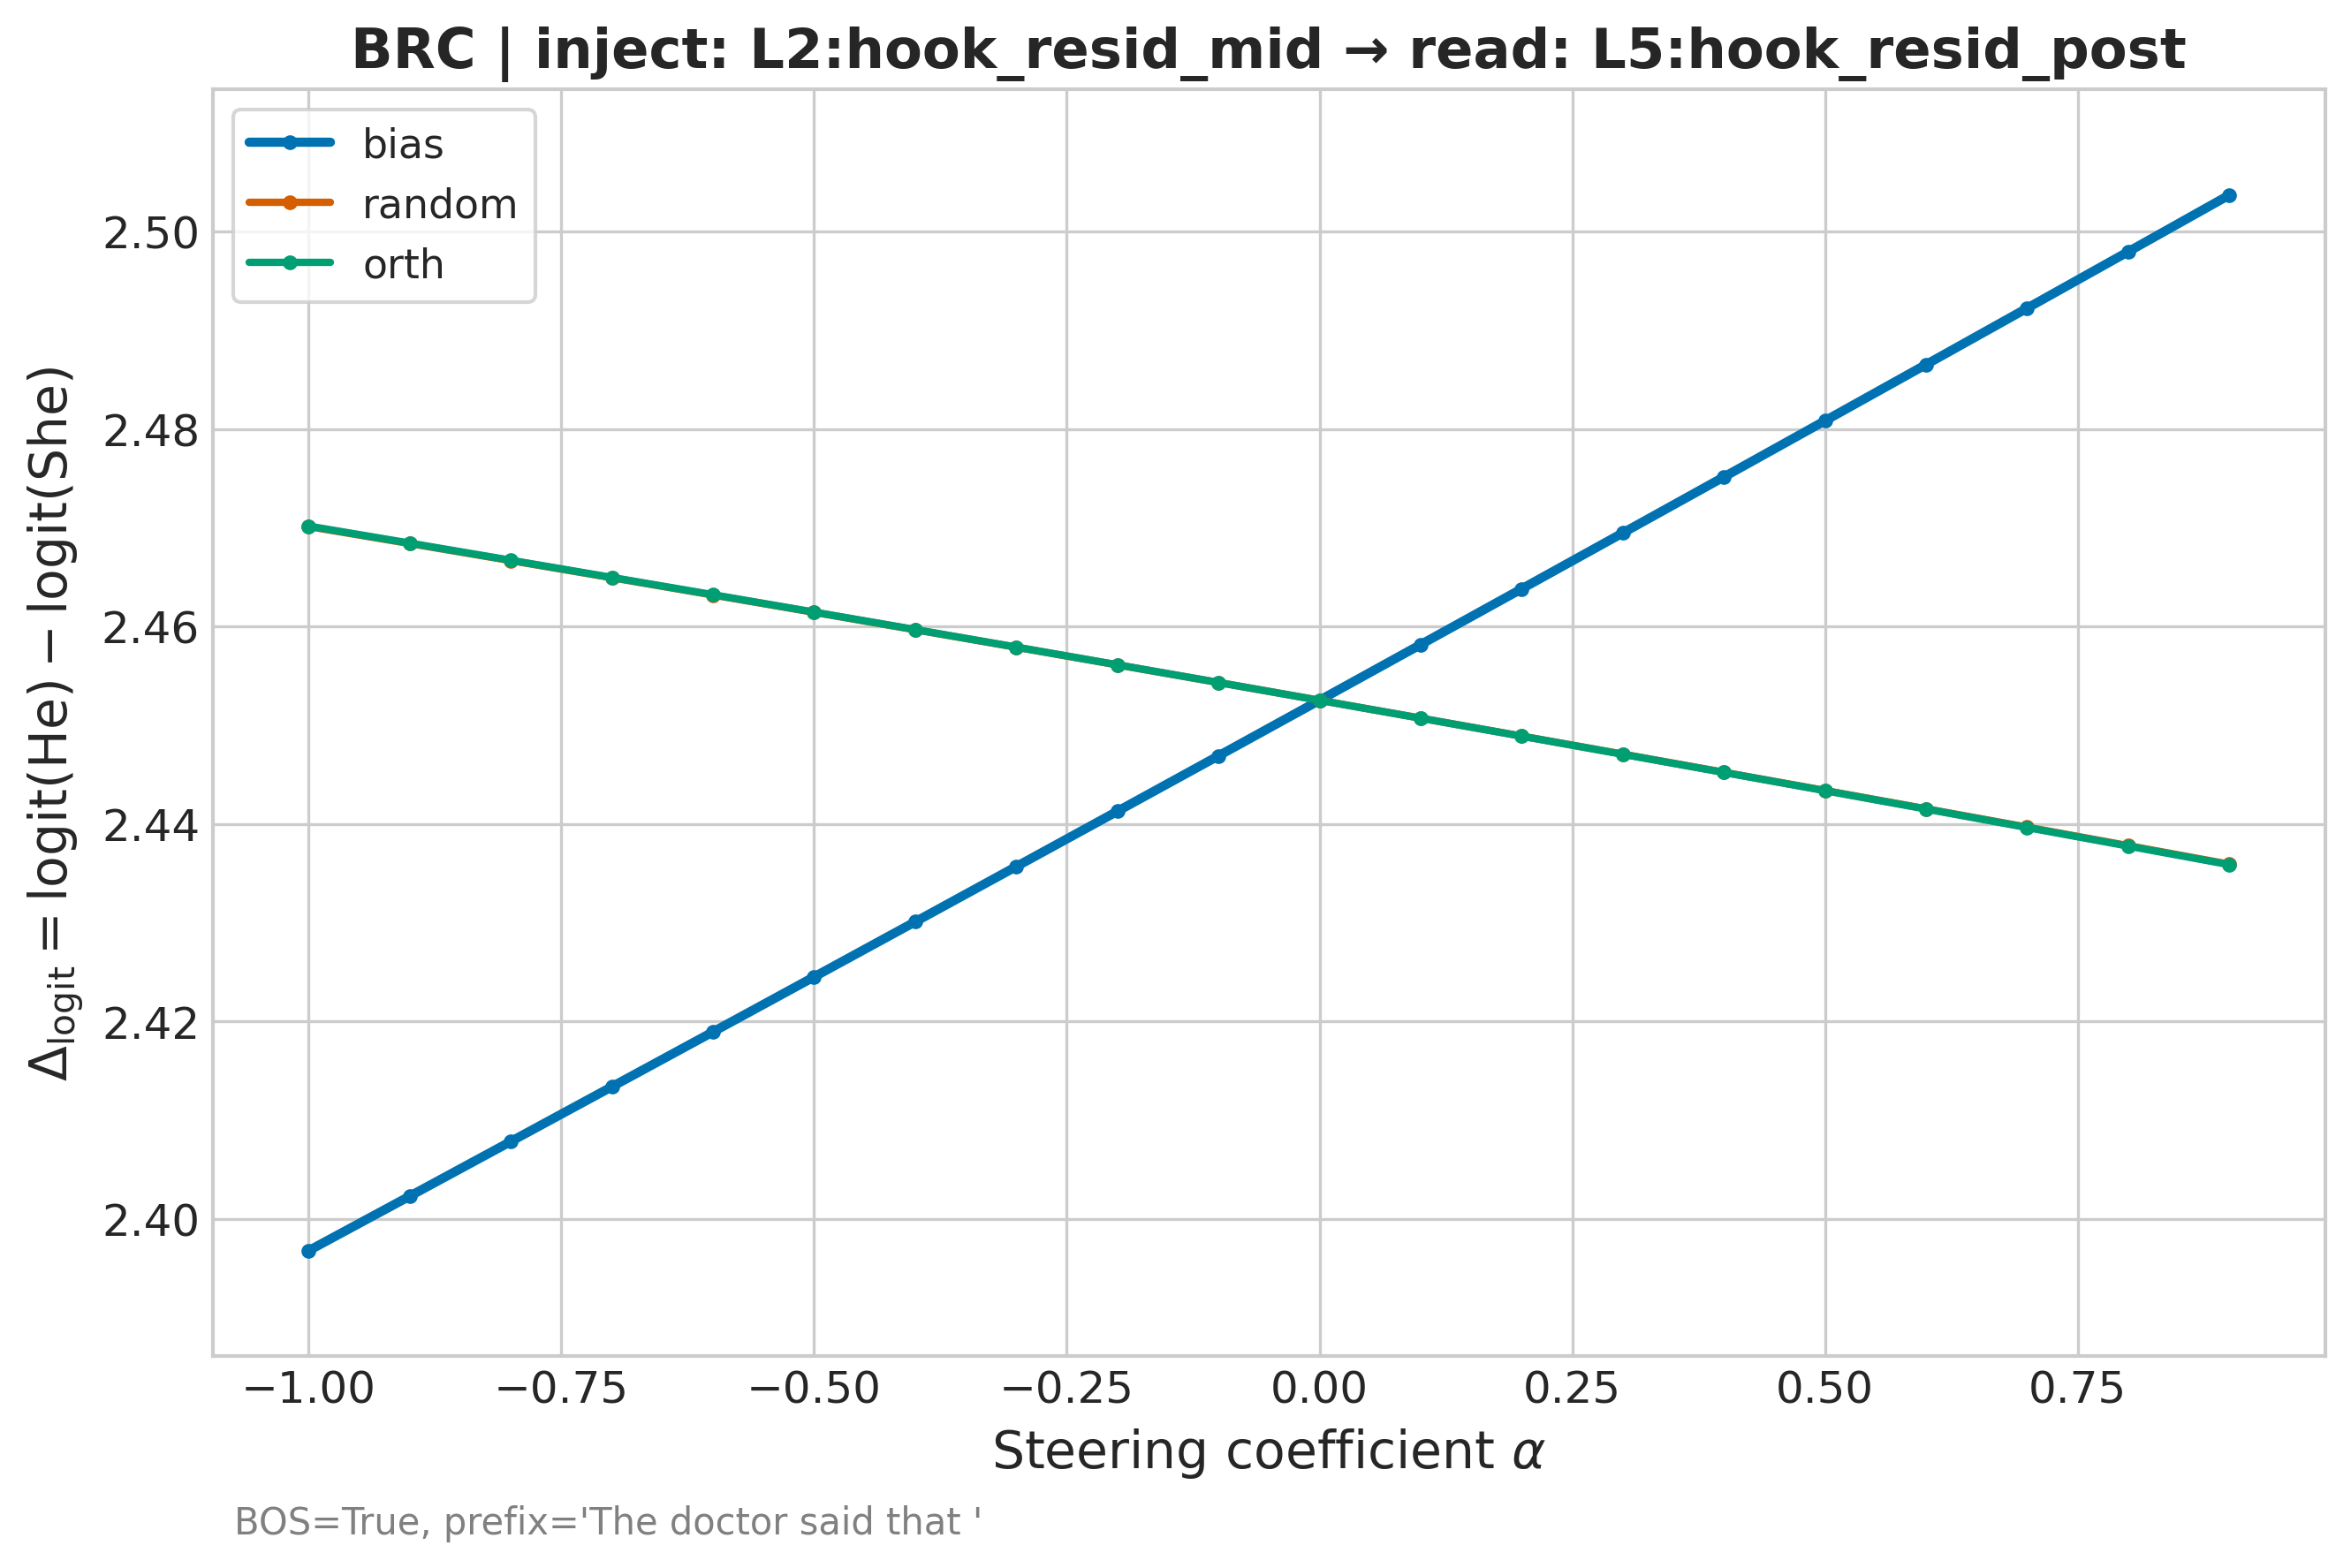 BRC | inject: L2:hook_resid_mid → read: L5:hook_resid_post
bias
random
orth
Δlogit = logit(He) − logit(She)
2.50
2.48
2.46
2.44
2.42
2.40
−1.00 −0.75 −0.50 −0.25 0.00 0.25 0.50 0.75
Steering coefficient α
BOS=True, prefix='The doctor said that '